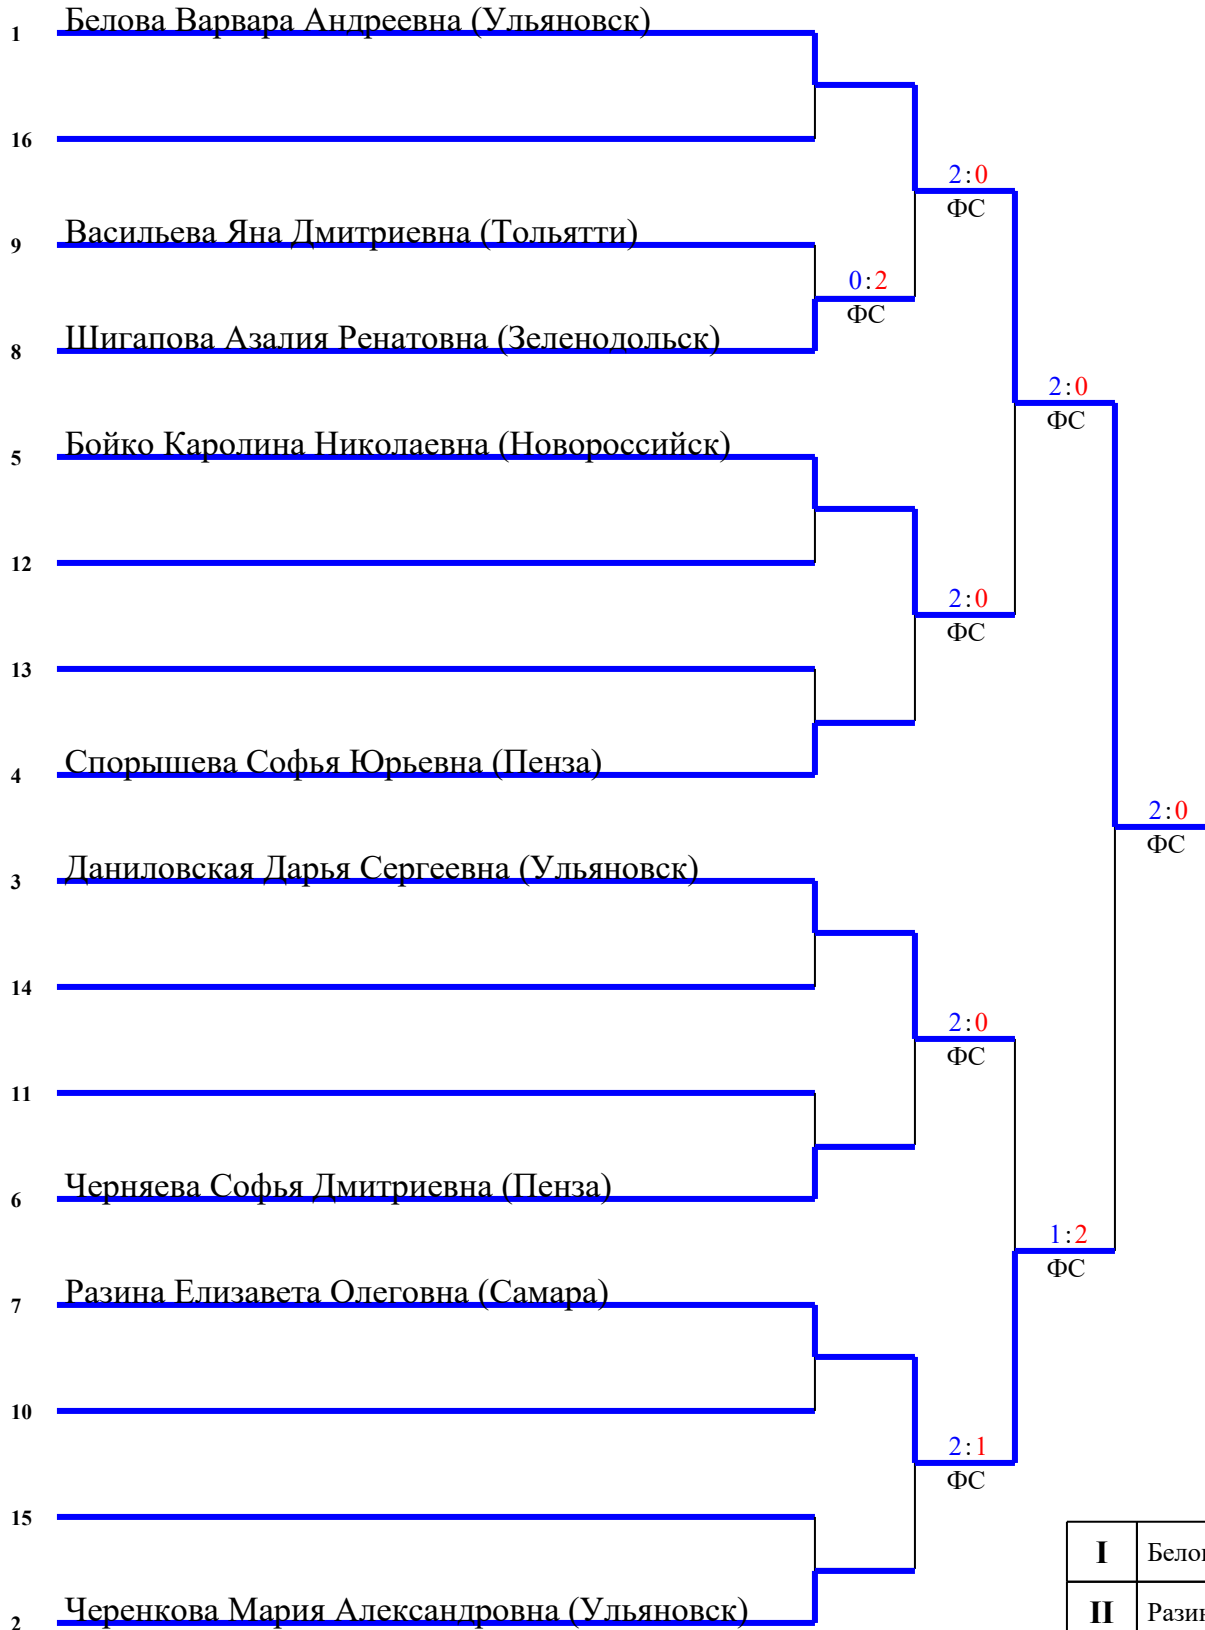 1 Белова Варвара Андреевна (Ульяновск)
16
2:0
ФС
9 Васильева Яна Дмитриевна (Тольятти)
0:2
ФС
8 Шигапова Азалия Ренатовна (Зеленодольск)
2:0
ФС
5 Бойко Каролина Николаевна (Новороссийск)
12
2:0
ФС
13
4 Спорышева Софья Юрьевна (Пенза)
2:0
ФС
3 Даниловская Дарья Сергеевна (Ульяновск)
14
2:0
ФС
11
6 Черняева Софья Дмитриевна (Пенза)
1:2
ФС
7 Разина Елизавета Олеговна (Самара)
10
2:1
ФС
15
I
2 Черенкова Мария Александровна (Ульяновск)
II